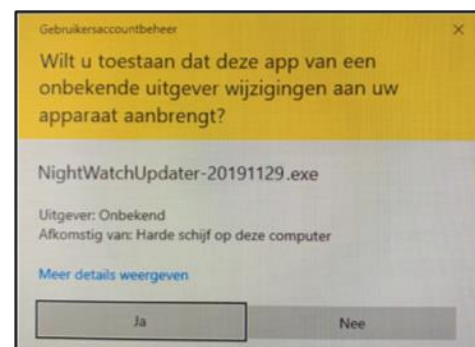 Gebruikersaccountbeheer
Wilt u toestaan dat deze app van een
onbekende uitgever wijzigingen aan uw
apparaat aanbrengt?
NightWatchUpdater-20191129.exe
Uitgever: Onbekend
Afkomstig van: Harde schijf op deze computer
Meer details weergeven
Ja
Nee